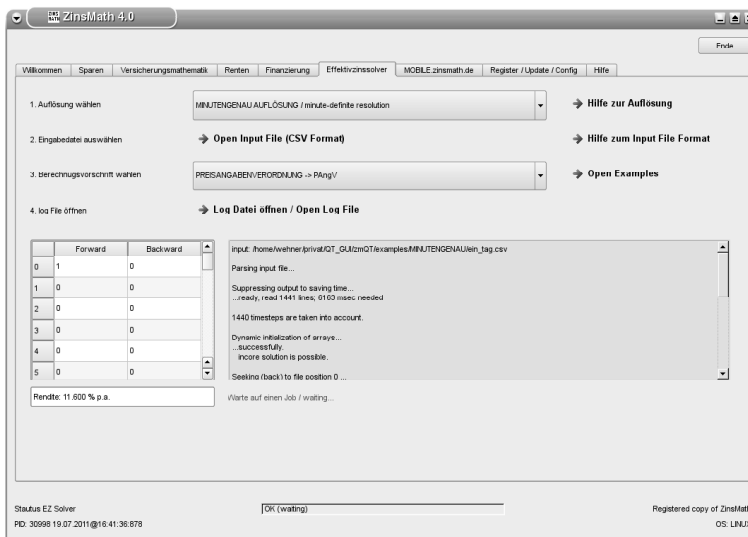 ZINS MATH ZinsMath 4.0
Ende
Willkommen Sparen Versicherungsmathematik Renten Finanzierung Effektivzinssolver MOBILE.zinsmath.de Register / Update / Config Hilfe
1. Auflösung wählen MINUTENGENAU AUFLÖSUNG / minute-definite resolution Hilfe zur Auflösung
2. Eingabedatei auswählen Open Input File (CSV Format) Hilfe zum Input File Format
3. Berechnugsvorschrift wählen PREISANGABENVERORDNUNG -> PAngV Open Examples
4. log File öffnen Log Datei öffnen / Open Log File
Forward Backward
0 1 0
1 0 0
2 0 0
3 0 0
4 0 0
5 0 0
input: /home/wehner/privat/QT_GUI/zmQT/examples/MINUTENGENAU/ein_tag.csv
Parsing input file...
Suppressing output to saving time...
...ready, read 1441 lines; 6163 msec needed
1440 timesteps are taken into account.
Dynamic initialization of arrays...
...successfully.
incore solution is possible.
Seeking (back) to file position 0 ...
Rendite: 11.600 % p.a.
Warte auf einen Job / waiting...
Stautus EZ Solver OK (waiting) Registered copy of ZinsMath
PID: 30998 19.07.2011@16:41:36:878 OS: LINUX